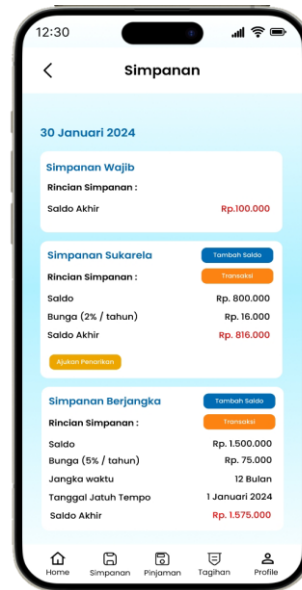 12:30
Simpanan
30 Januari 2024
Simpanan Wajib
Rincian Simpanan :
Saldo Akhir Rp.100.000
Simpanan Sukarela Tambah Saldo
Rincian Simpanan : Transaksi
Saldo Rp. 800.000
Bunga (2% / tahun) Rp. 16.000
Saldo Akhir Rp. 816.000
Ajukan Penarikan
Simpanan Berjangka Tambah Saldo
Rincian Simpanan : Transaksi
Saldo Rp. 1.500.000
Bunga (5% / tahun) Rp. 75.000
Jangka waktu 12 Bulan
Tanggal Jatuh Tempo 1 Januari 2024
Saldo Akhir Rp. 1.575.000
Home Simpanan Pinjaman Tagihan Profile